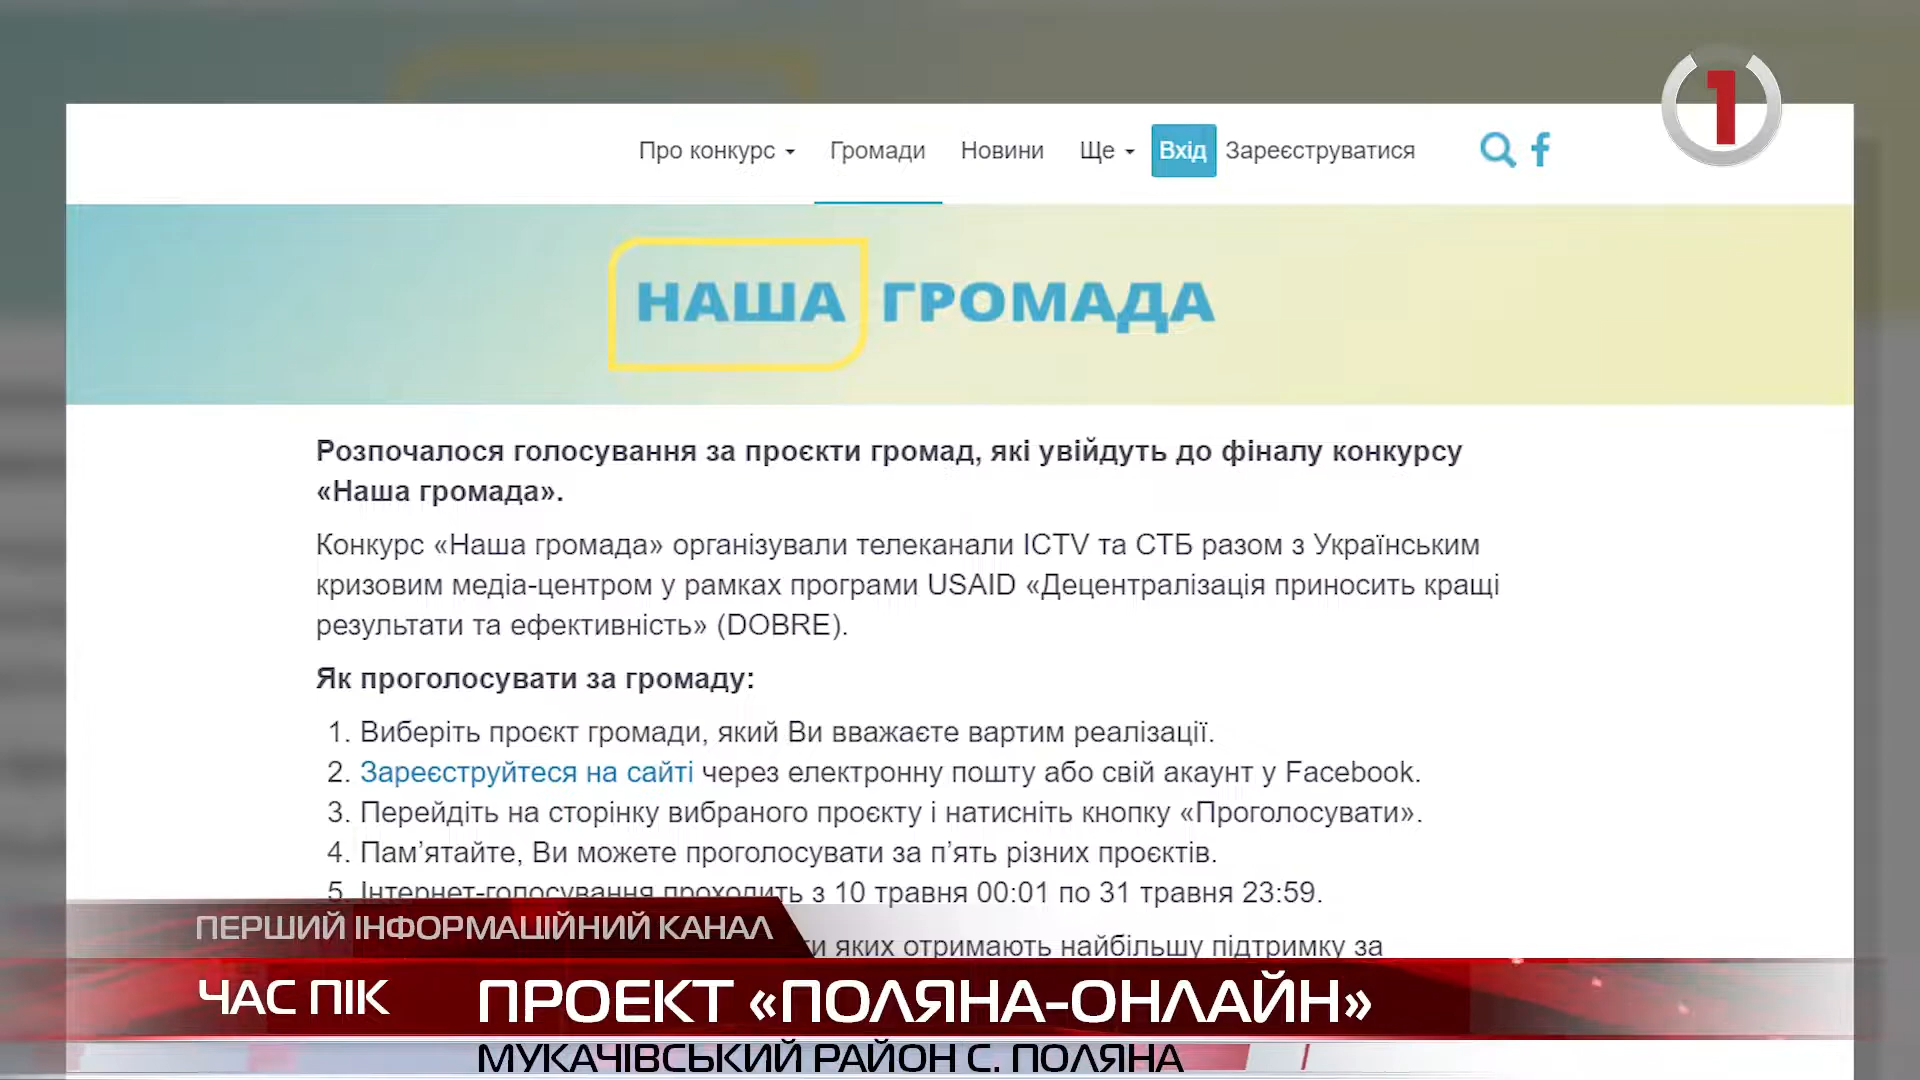 1
Про конкурс Громади Новини Ще Вхід Зареєструватися
НАША ГРОМАДА
Розпочалося голосування за проєкти громад, які увійдуть до фіналу конкурсу
«Наша громада».
Конкурс «Наша громада» організували телеканали ICTV та СТБ разом з Українським
кризовим медіа-центром у рамках програми USAID «Децентралізація приносить кращі
результати та ефективність» (DOBRE).
Як проголосувати за громаду:
1. Виберіть проєкт громади, який Ви вважаєте вартим реалізації.
2. Зареєструйтеся на сайті через електронну пошту або свій акаунт у Facebook.
3. Перейдіть на сторінку вибраного проєкту і натисніть кнопку «Проголосувати».
4. Пам’ятайте, Ви можете проголосувати за п’ять різних проєктів.
5. Інтернет-голосування проходить з 10 травня 00:01 по 31 травня 23:59.
яких отримають найбільшу підтримку за
ПЕРШИЙ ІНФОРМАЦІЙНИЙ КАНАЛ
ЧАС ПІК ПРОЕКТ «ПОЛЯНА-ОНЛАЙН»
МУКАЧІВСЬКИЙ РАЙОН С. ПОЛЯНА